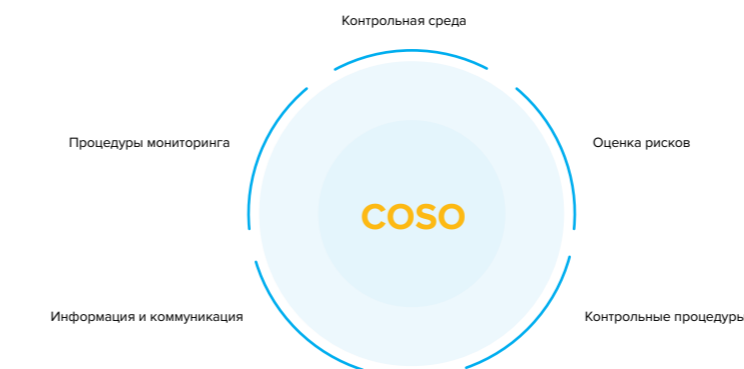 Контрольная среда
Процедуры мониторинга
Оценка рисков
COSO
Информация и коммуникация
Контрольные процедуры